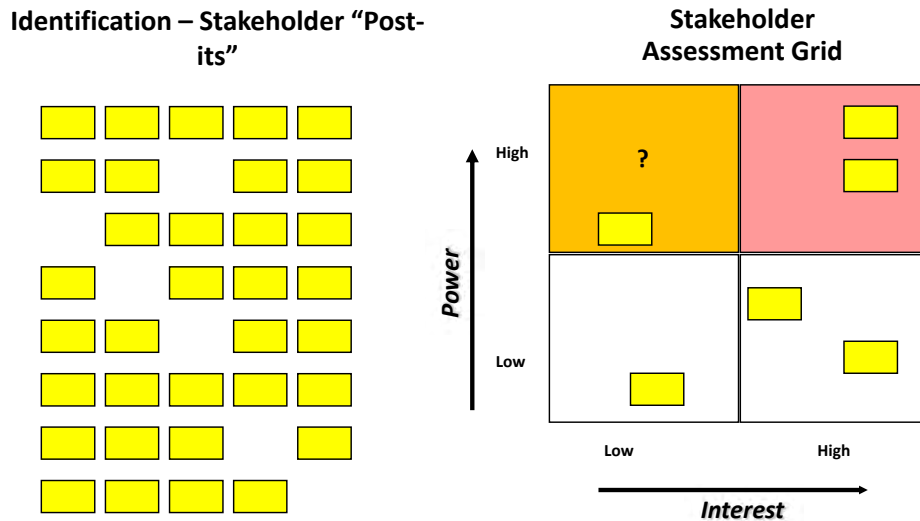 Identification – Stakeholder “Post-
its”
Stakeholder
Assessment Grid
High
?
Power
Low
Low
High
Interest